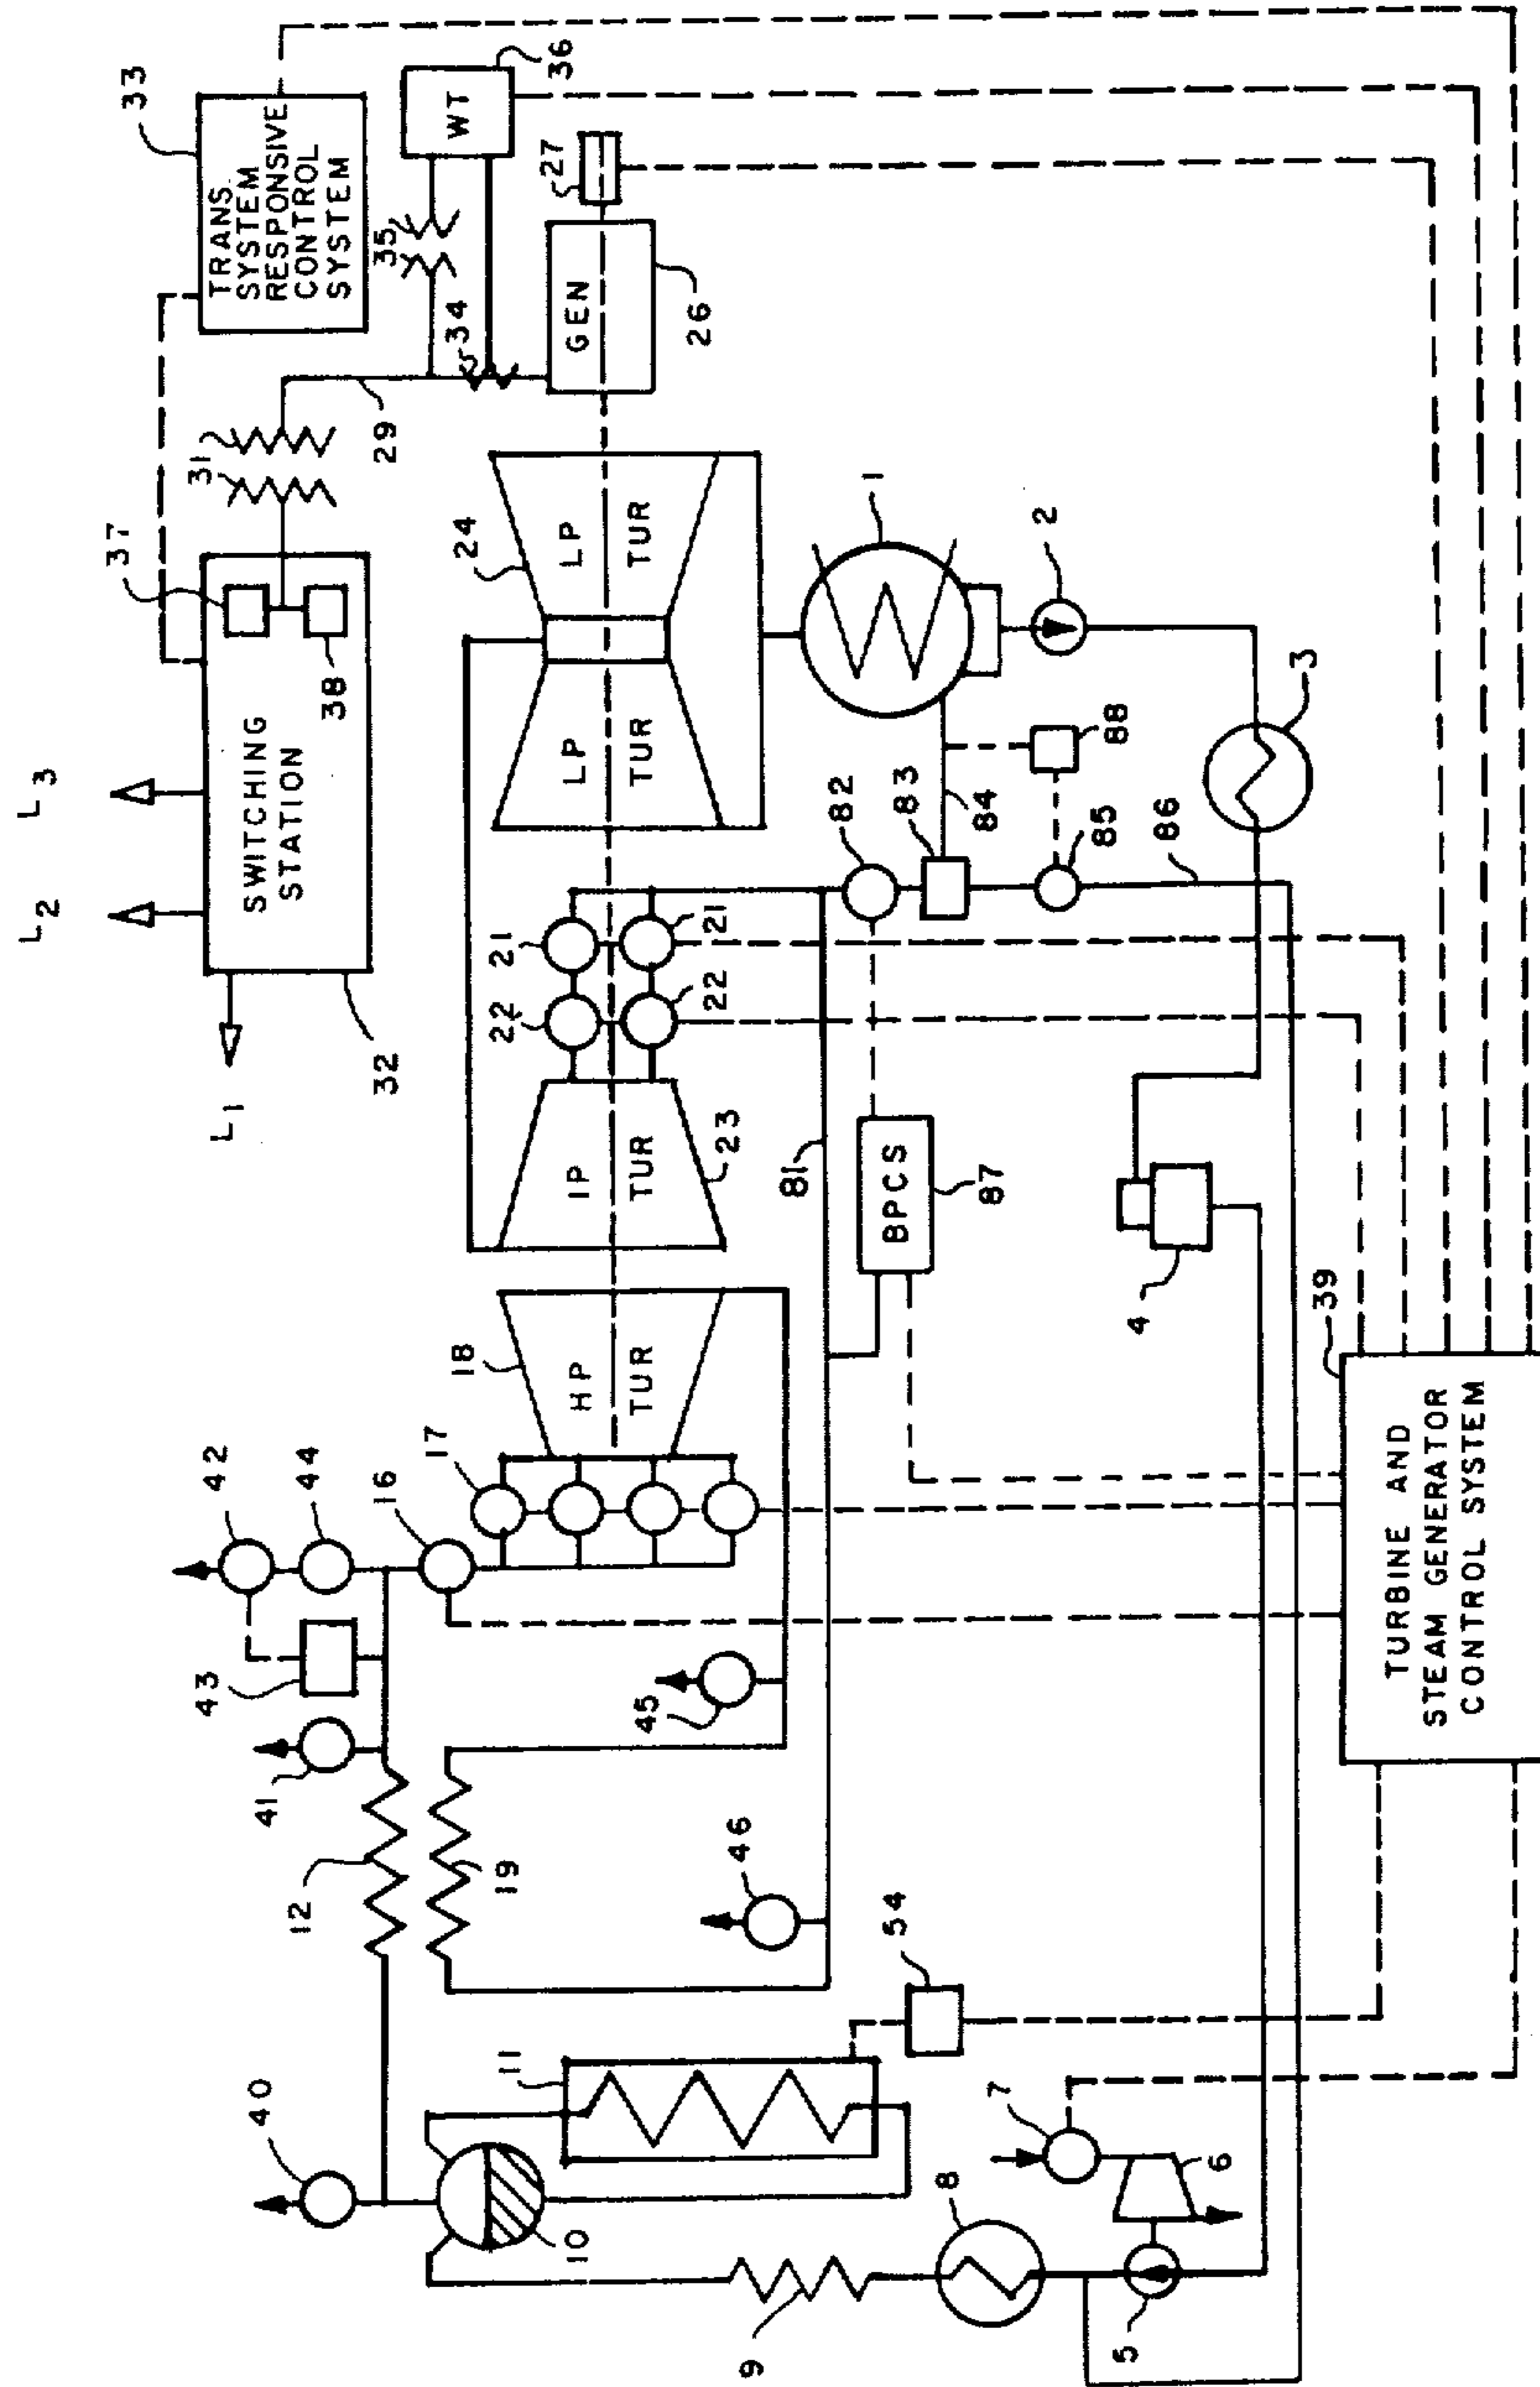 L1
L2
L3
SWITCHING
STATION
32
37
38
31
29
TRANS
SYSTEM
RESPONSIVE
CONTROL
SYSTEM
33
34
35
WT
36
GEN
26
27
LP
TUR
LP
TUR
24
21
21
22
22
IP
TUR
23
HP
TUR
18
17
16
44
42
43
41
12
19
45
46
40
10
11
54
9
8
7
6
5
4
3
2
1
81
82
83
84
85
86
88
BPCS
87
39
TURBINE AND
STEAM GENERATOR
CONTROL SYSTEM